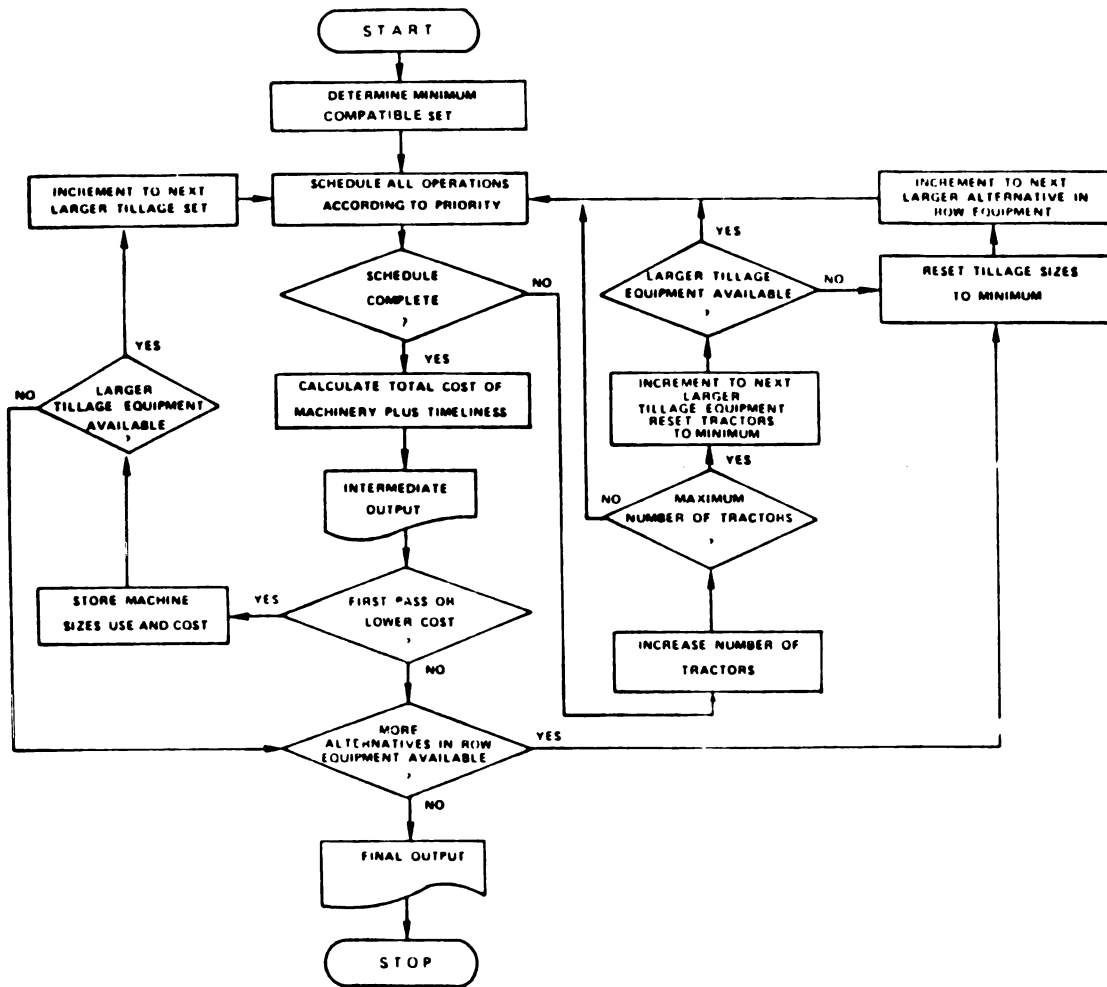 START
DETERMINE MINIMUM
COMPATIBLE SET
INCREMENT TO NEXT
LARGER TILLAGE SET
SCHEDULE ALL OPERATIONS
ACCORDING TO PRIORITY
INCREMENT TO NEXT
LARGER ALTERNATIVE IN
ROW EQUIPMENT
YES
SCHEDULE
COMPLETE
?
NO
LARGER TILLAGE
EQUIPMENT AVAILABLE
?
NO
RESET TILLAGE SIZES
TO MINIMUM
YES
YES
NO
LARGER
TILLAGE EQUIPMENT
AVAILABLE
?
CALCULATE TOTAL COST OF
MACHINERY PLUS TIMELINESS
INCREMENT TO NEXT
LARGER
TILLAGE EQUIPMENT
RESET TRACTORS
TO MINIMUM
YES
INTERMEDIATE
OUTPUT
NO
MAXIMUM
NUMBER OF TRACTORS
?
STORE MACHINE
SIZES USE AND COST
YES
FIRST PASS OR
LOWER COST
?
NO
INCREASE NUMBER OF
TRACTORS
MORE
ALTERNATIVES IN ROW
EQUIPMENT AVAILABLE
?
YES
NO
FINAL OUTPUT
STOP